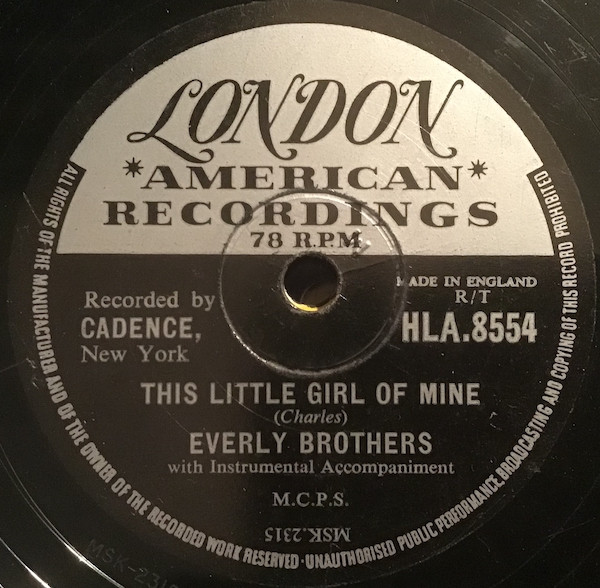 LONDON
*AMERICAN*
RECORDINGS
78 R.P.M.
Recorded by
CADENCE,
New York
MADE IN ENGLAND
R/T
HLA.8554
THIS LITTLE GIRL OF MINE
(Charles)
EVERLY BROTHERS
with Instrumental Accompaniment
M.C.P.S.
MSK.2315
ALL RIGHTS OF THE MANUFACTURER AND OF THE OWNER OF THE RECORDED WORK RESERVED · UNAUTHORISED PUBLIC PERFORMANCE BROADCASTING AND COPYING OF THIS RECORD PROHIBITED
MSK-2315